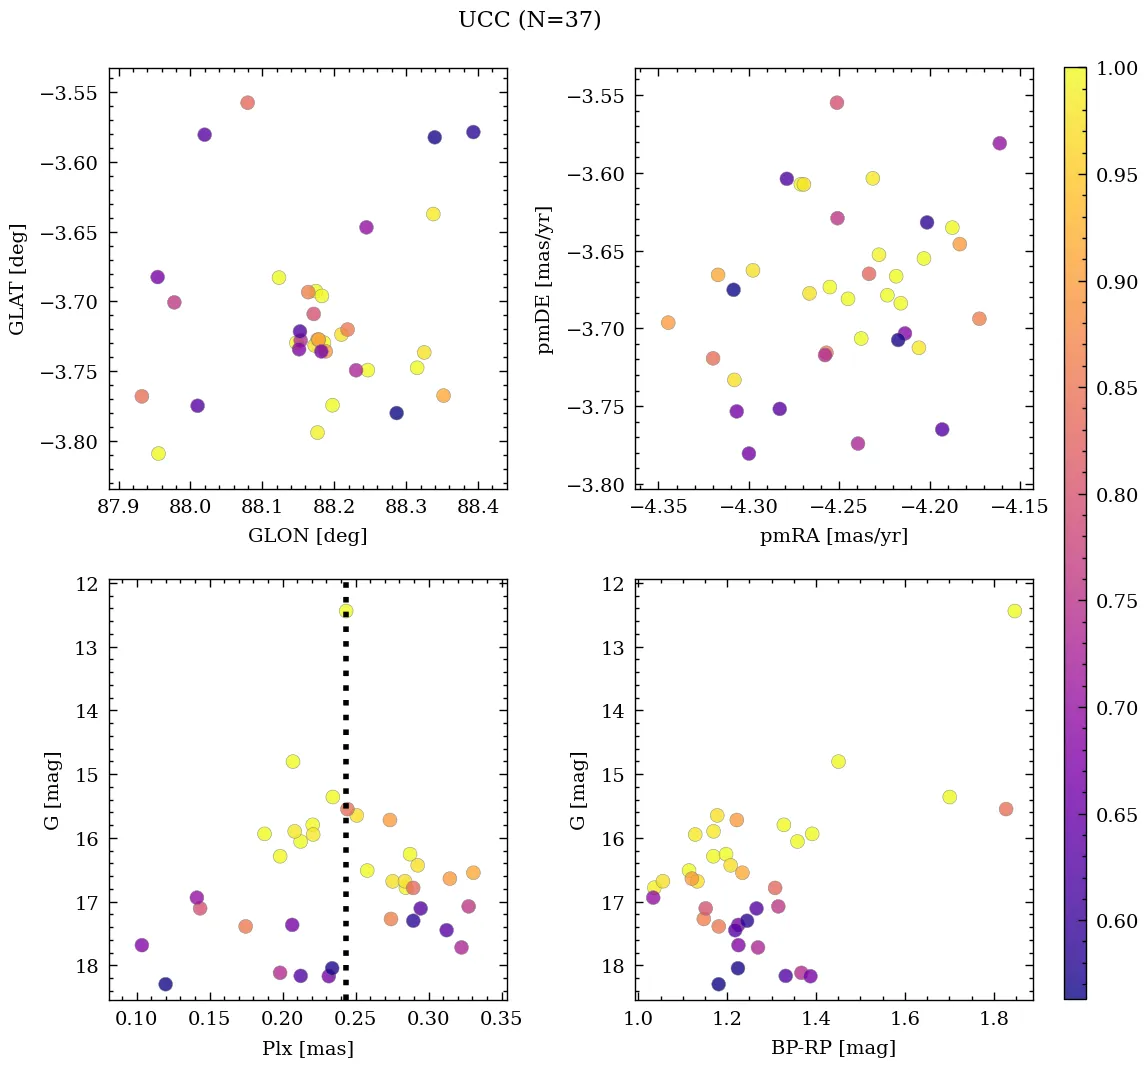 UCC (N=37)
−3.55
−3.60
−3.65
−3.70
−3.75
−3.80
GLAT [deg]
87.9 88.0 88.1 88.2 88.3 88.4
GLON [deg]
−3.55
−3.60
−3.65
−3.70
−3.75
−3.80
pmDE [mas/yr]
−4.35 −4.30 −4.25 −4.20 −4.15
pmRA [mas/yr]
12
13
14
15
16
17
18
G [mag]
0.10 0.15 0.20 0.25 0.30 0.35
Plx [mas]
12
13
14
15
16
17
18
G [mag]
1.0 1.2 1.4 1.6 1.8
BP-RP [mag]
1.00
0.95
0.90
0.85
0.80
0.75
0.70
0.65
0.60